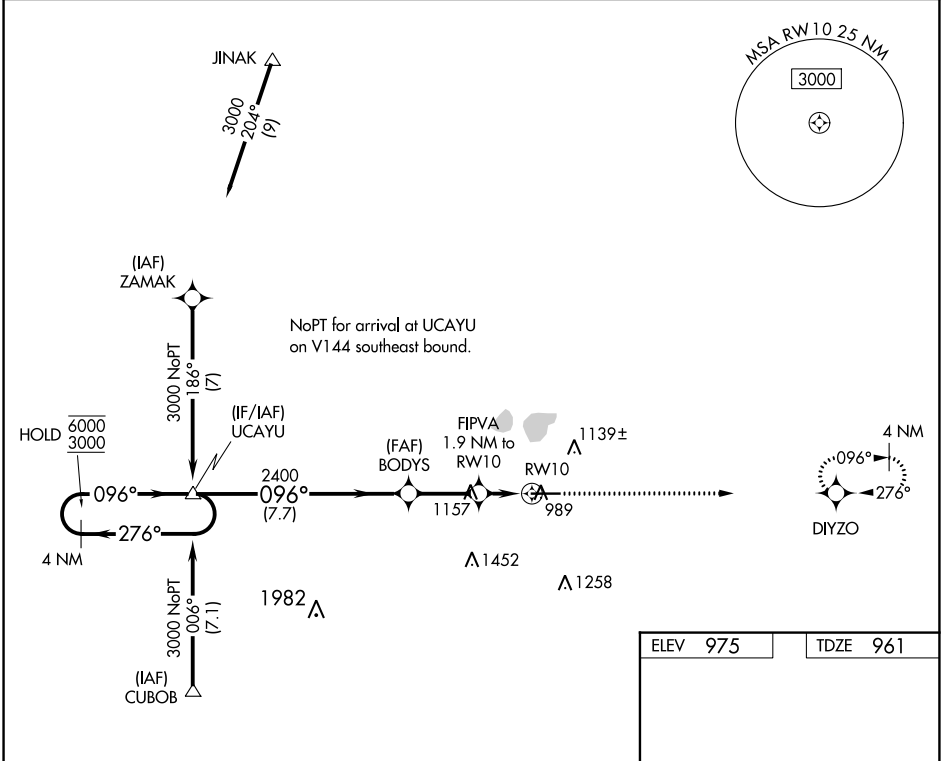 JINAK
3000
204°
(9)
MSA RW10 25 NM
3000
(IAF)
ZAMAK
3000 NoPT
186°
(7)
NoPT for arrival at UCAYU
on V144 southeast bound.
HOLD 6000
3000
(IF/IAF)
UCAYU
096°
276°
4 NM
2400
096°
(7.7)
(FAF)
BODYS
FIPVA
1.9 NM to
RW10
1157
RW10
989
1139±
4 NM
096°
276°
DIYZO
1452
1258
1982
3000 NoPT
006°
(7.1)
(IAF)
CUBOB
ELEV 975
TDZE 961